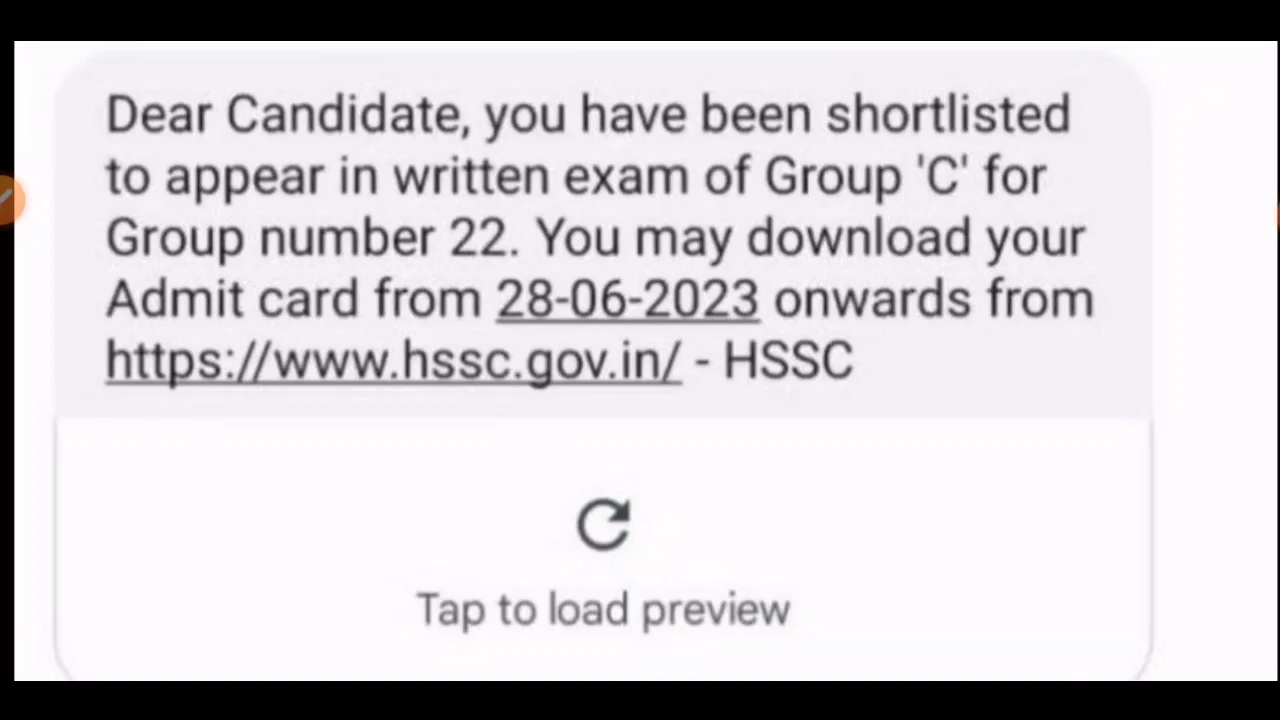 Dear Candidate, you have been shortlisted
to appear in written exam of Group 'C' for
Group number 22. You may download your
Admit card from 28-06-2023 onwards from
https://www.hssc.gov.in/ - HSSC
Tap to load preview